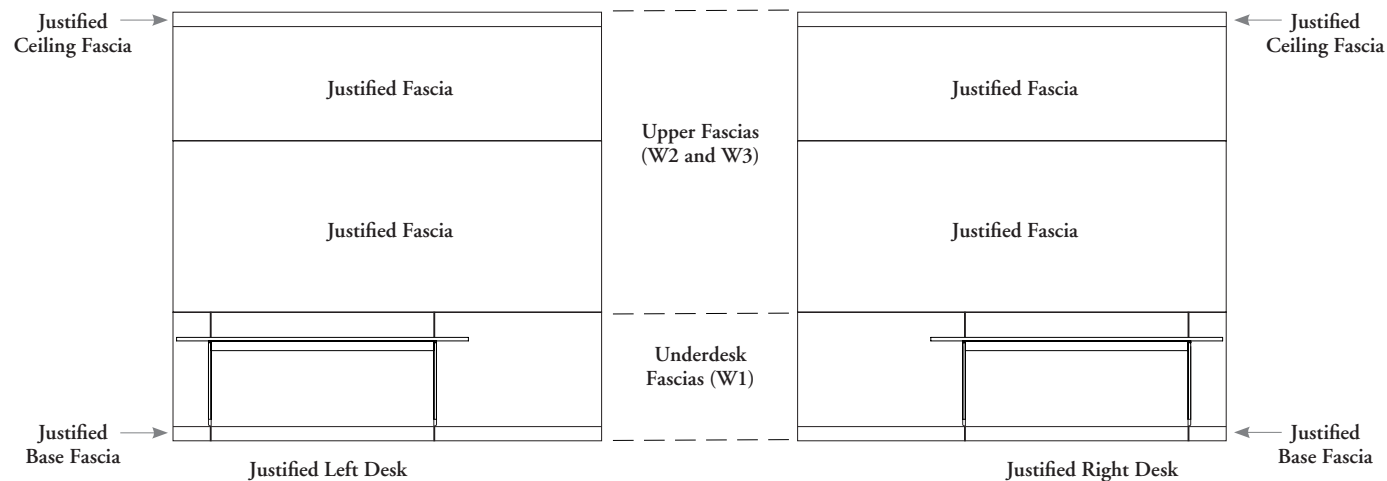 Justified
Ceiling Fascia
Justified Fascia
Justified Fascia
Justified
Base Fascia
Justified Left Desk
Upper Fascias
(W2 and W3)
Underdesk
Fascias (W1)
Justified Fascia
Justified Fascia
Justified
Ceiling Fascia
Justified
Base Fascia
Justified Right Desk